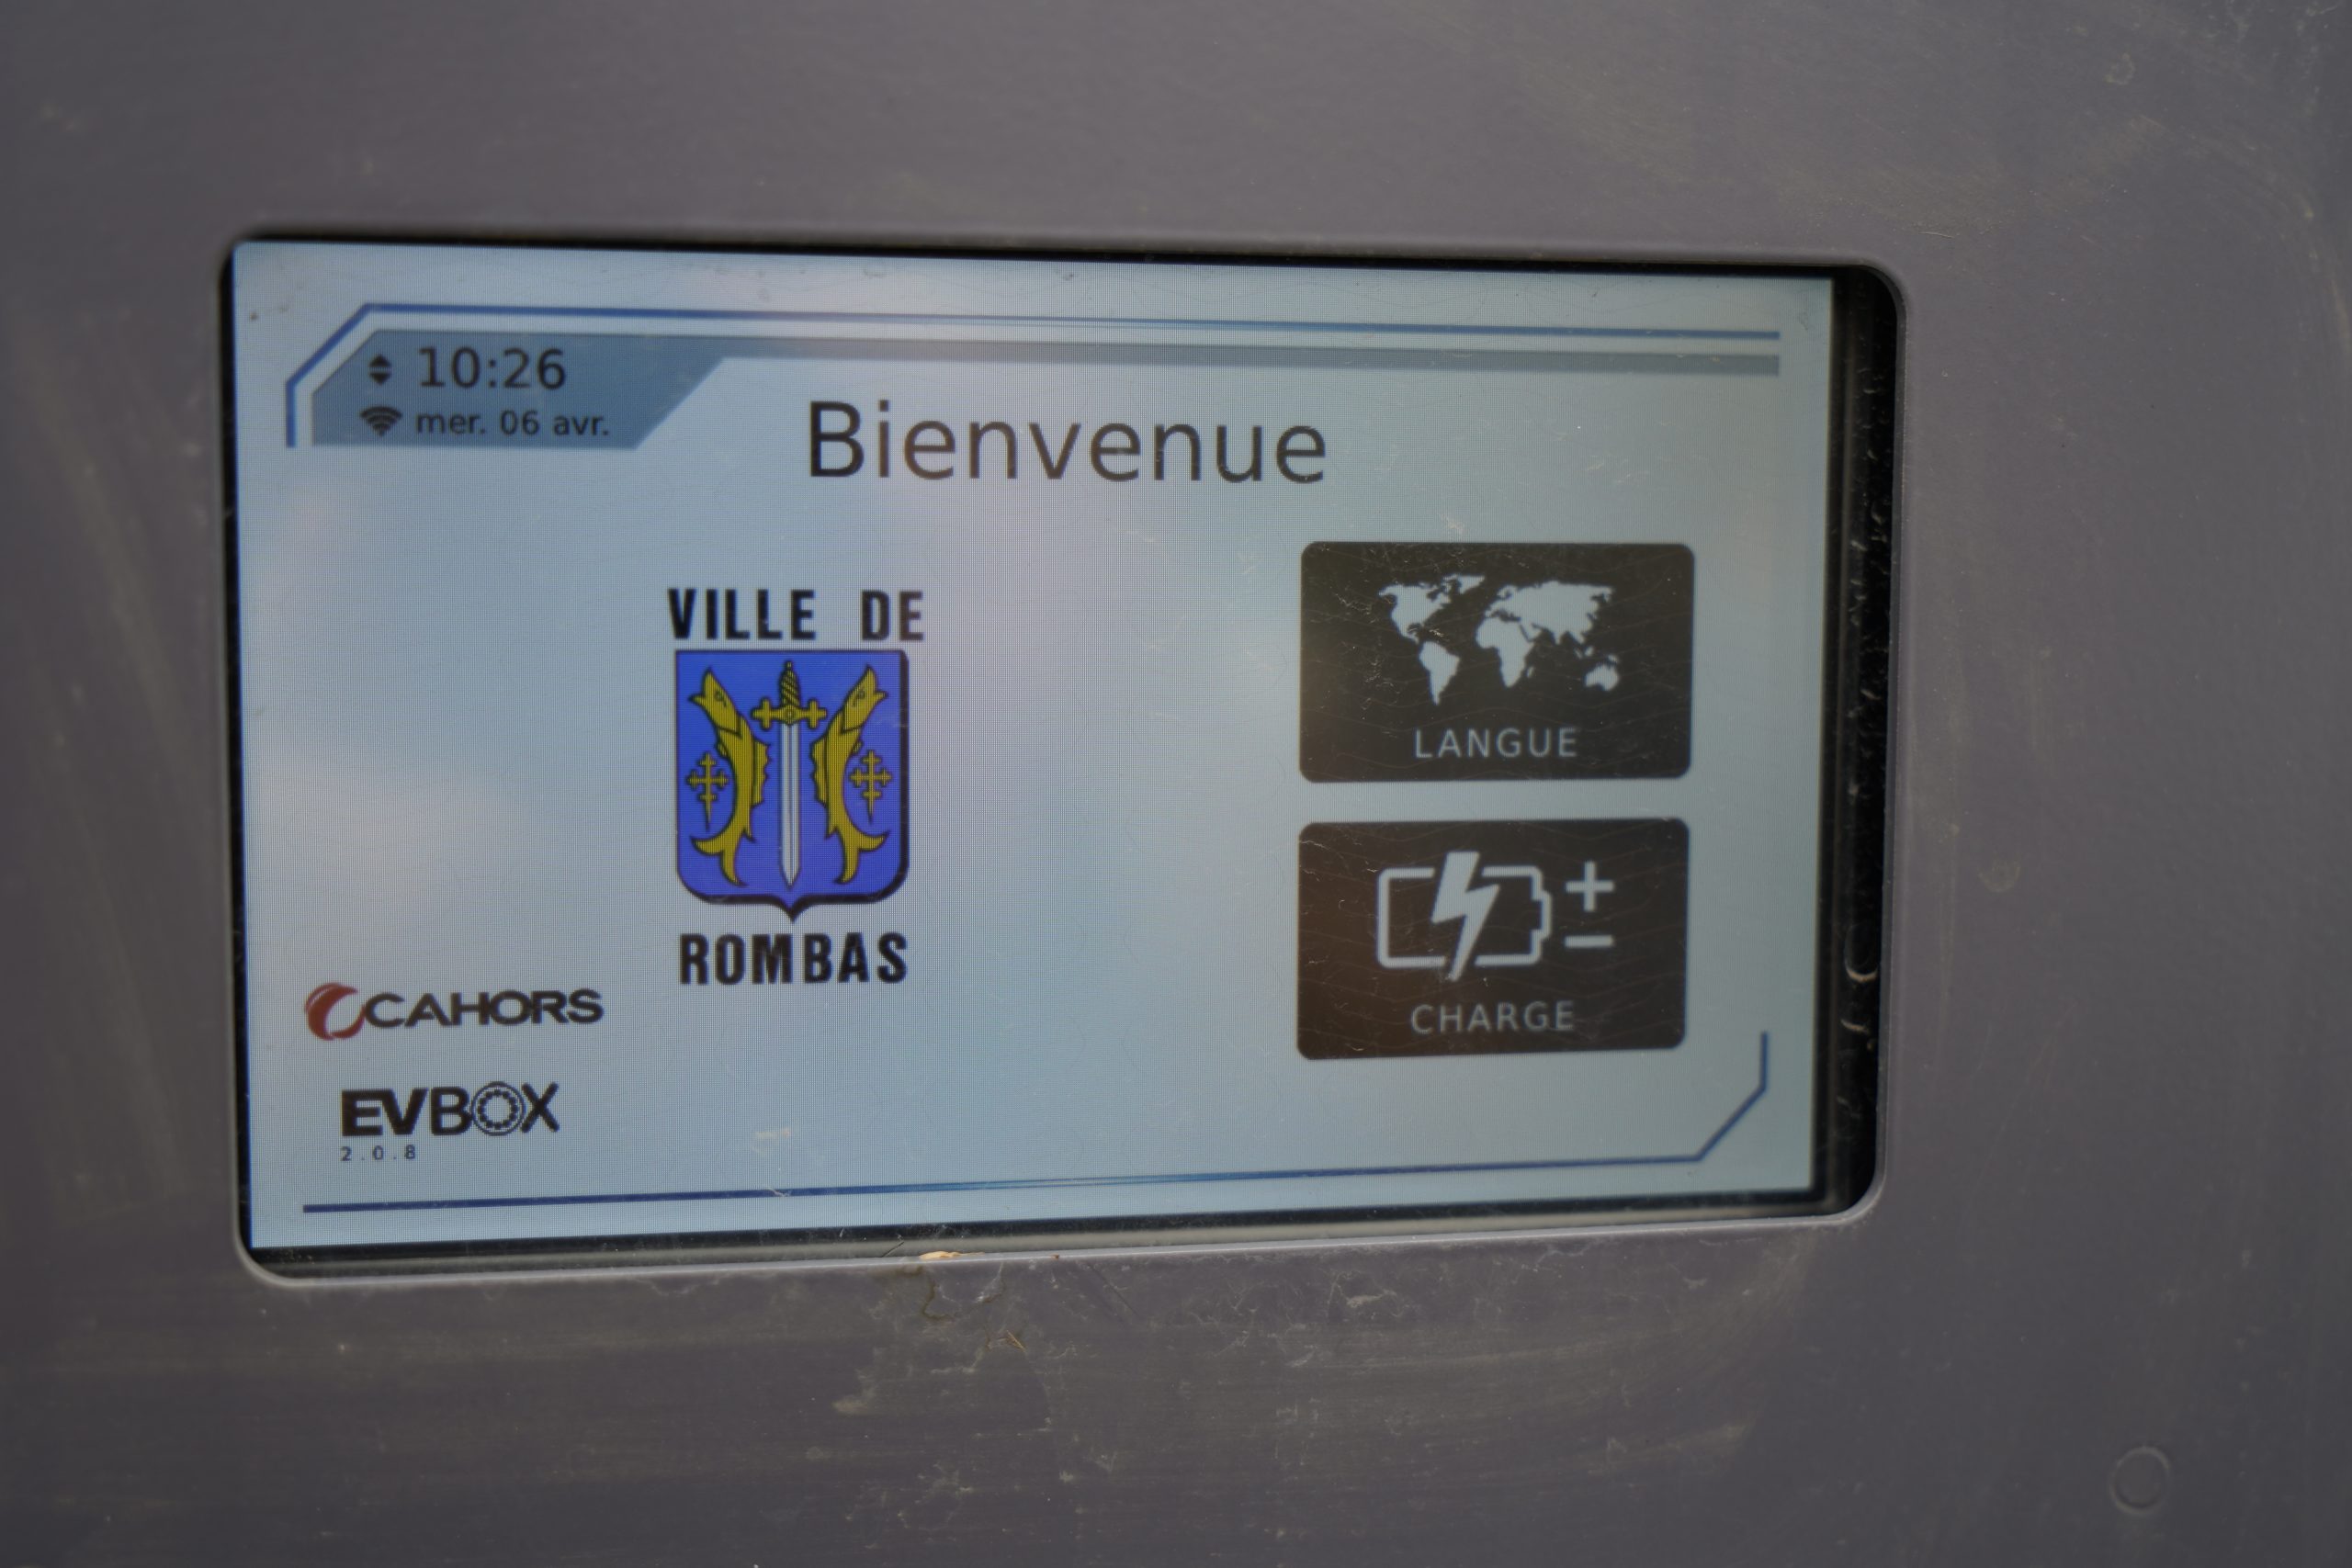 10:26
mer. 06 avr.
Bienvenue
VILLE DE
ROMBAS
LANGUE
CHARGE
CAHORS
EVBOX
2.0.8